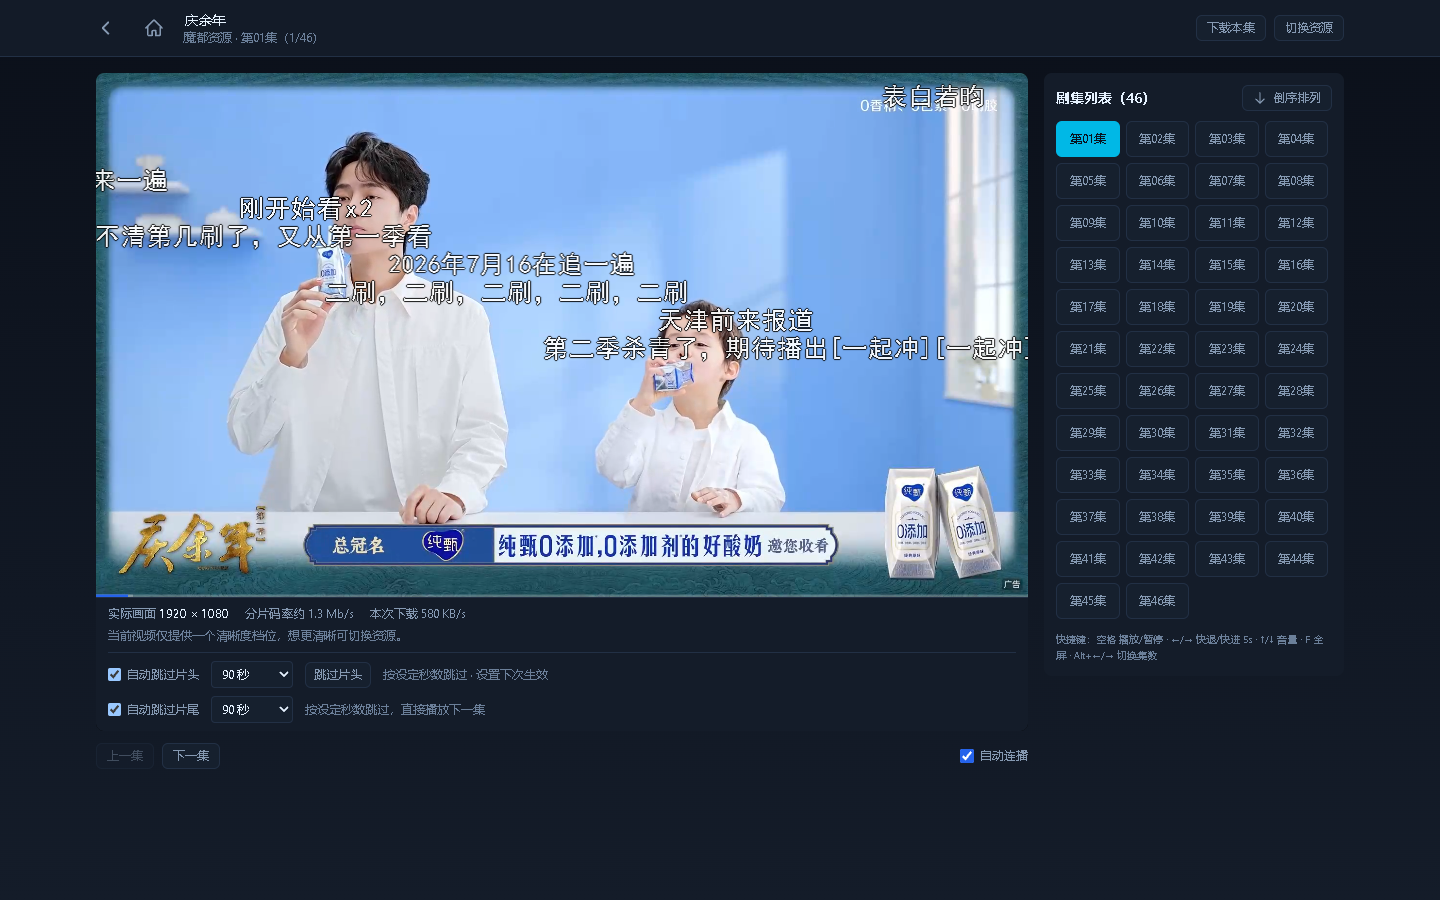 庆余年
魔都资源 · 第01集 (1/46)
下载本集
切换资源
表白若昀
来一遍
刚开始看x2
不清第几刷了，又从第一季看
2026年7月16在追一遍
二刷，二刷，二刷，二刷，二刷
天津前来报道
第二季杀青了，期待播出[一起冲][一起冲]
纯甄
0添加
纯甄
0添加
庆余年
总冠名
纯甄
纯甄0添加,0添加剂的好酸奶
邀您收看
广告
实际画面 1920 × 1080
分片码率约 1.3 Mb/s
本次下载 580 KB/s
当前视频仅提供一个清晰度档位，想更清晰可切换资源。
自动跳过片头
90 秒
跳过片头
按设定秒数跳过 · 设置下次生效
自动跳过片尾
90 秒
按设定秒数跳过，直接播放下一集
上一集
下一集
自动连播
剧集列表 (46)
倒序排列
第01集
第02集
第03集
第04集
第05集
第06集
第07集
第08集
第09集
第10集
第11集
第12集
第13集
第14集
第15集
第16集
第17集
第18集
第19集
第20集
第21集
第22集
第23集
第24集
第25集
第26集
第27集
第28集
第29集
第30集
第31集
第32集
第33集
第34集
第35集
第36集
第37集
第38集
第39集
第40集
第41集
第42集
第43集
第44集
第45集
第46集
快捷键：空格 播放/暂停 · ←/→ 快退/快进 5s · ↑/↓ 音量 · F 全
屏 · Alt+←/→ 切换集数